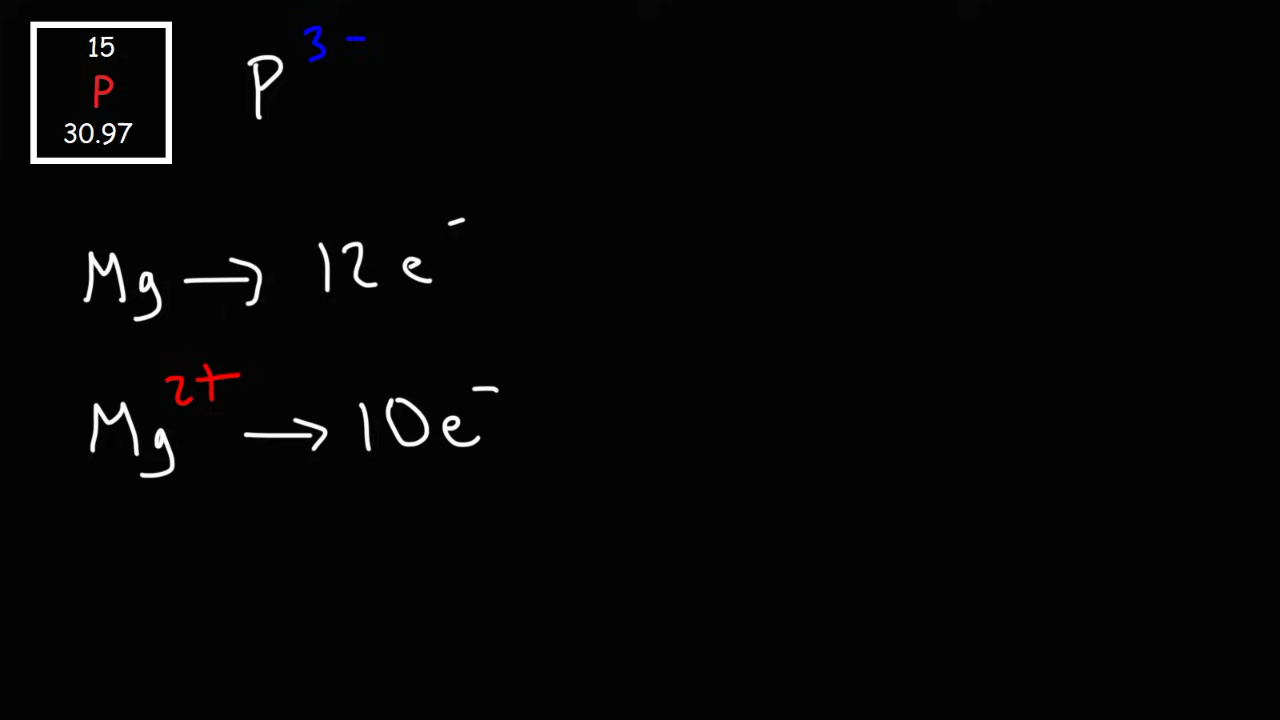 15
P
30.97
P³⁻
Mg → 12e⁻
Mg²⁺ → 10e⁻